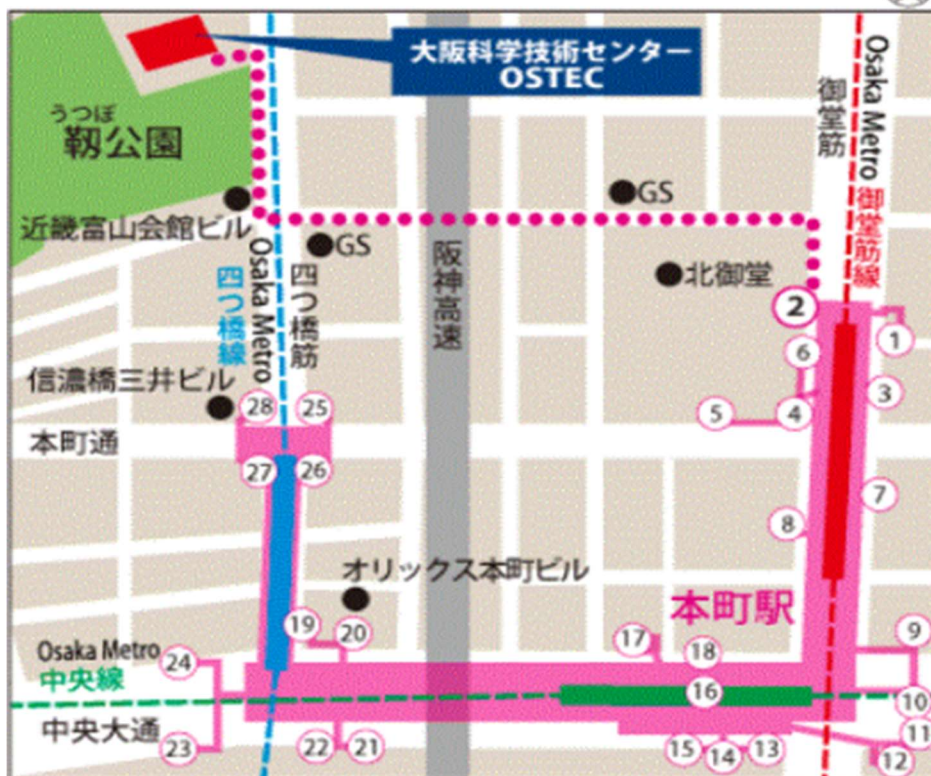 大阪科学技術センター
OSTEC
うつぼ
靱公園
御堂筋
Osaka Metro
御堂筋線
GS
近畿富山会館ビル
GS
Osaka Metro
四つ橋線
四つ橋筋
阪神高速
北御堂
2
1
6
3
信濃橋三井ビル
28
25
5
4
本町通
27
26
7
8
オリックス本町ビル
本町駅
19
20
17
18
9
Osaka Metro
中央線
24
16
10
中央大通
23
22
21
15
14
13
11
12